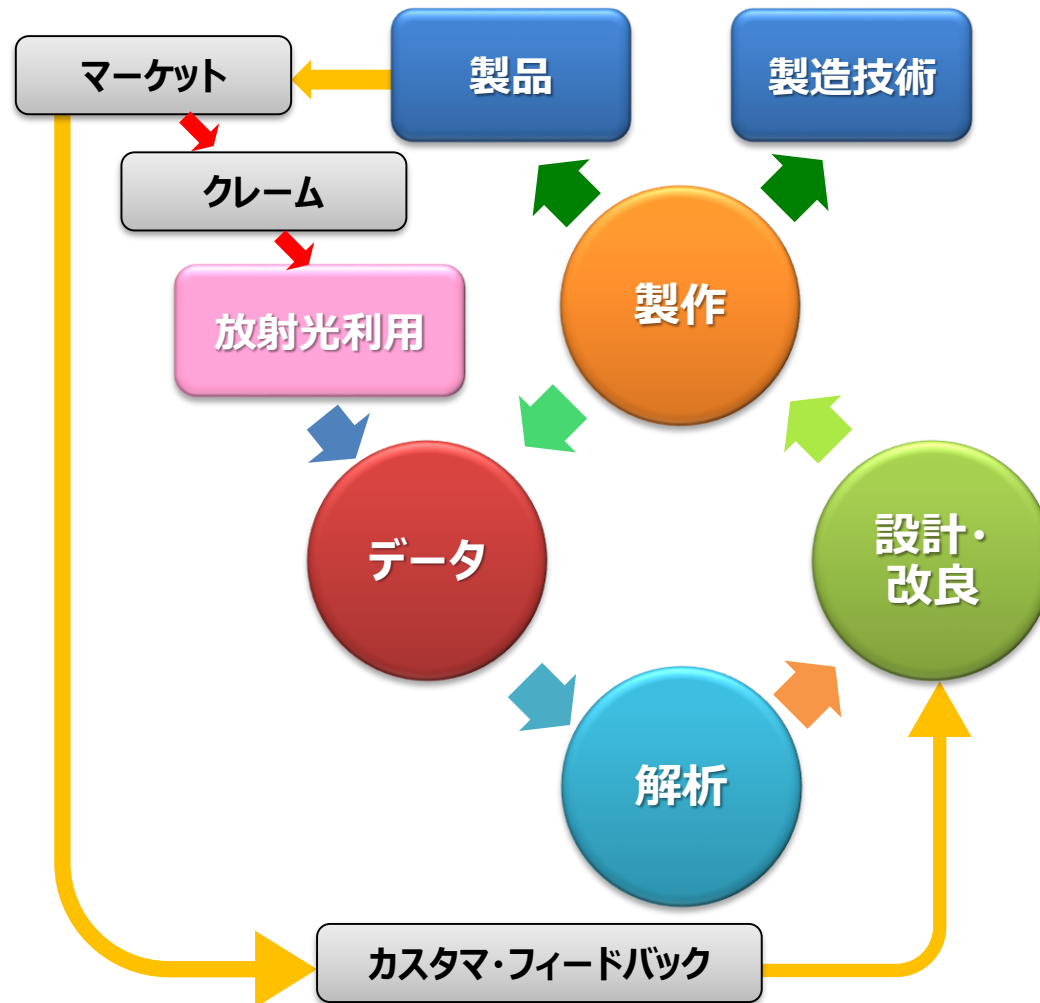 マーケット
製品
製造技術
クレーム
放射光利用
製作
データ
設計・
改良
解析
カスタマ・フィードバック